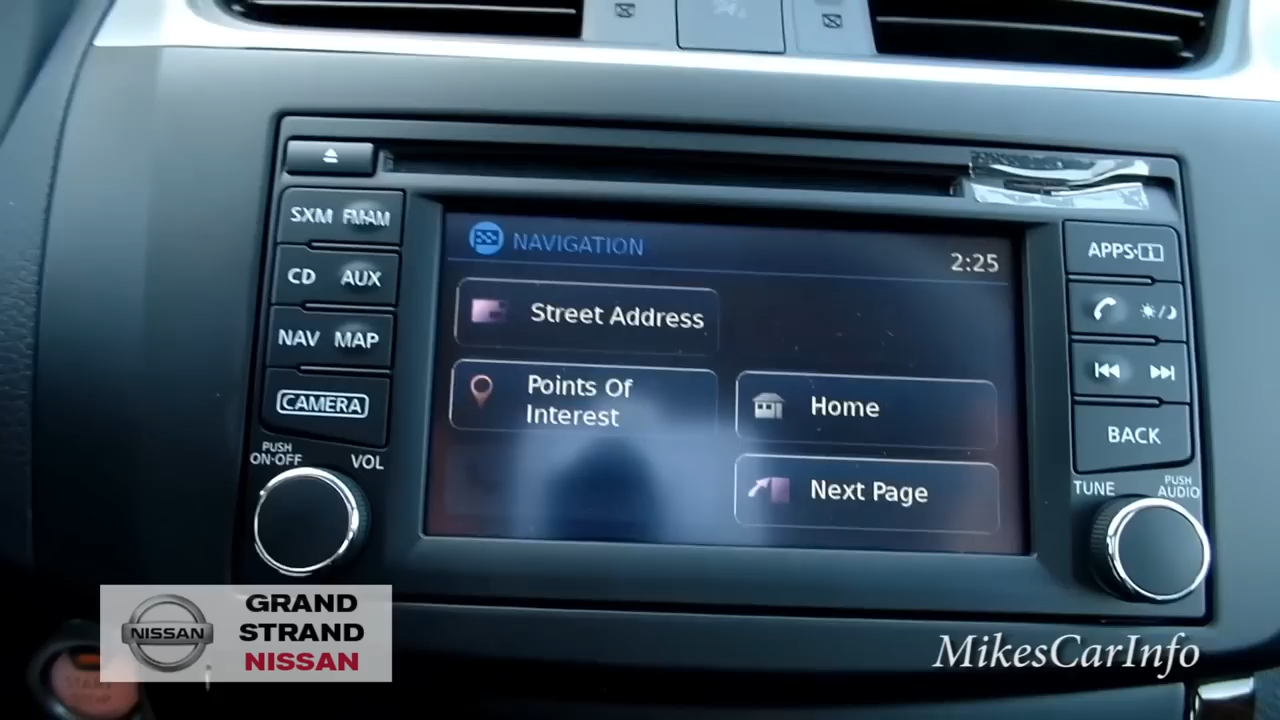 SXM FM·AM
CD AUX
NAV MAP
CAMERA
PUSH
ON·OFF VOL
NAVIGATION
2:25
Street Address
Points Of
Interest
Home
Next Page
APPS·i
BACK
TUNE
PUSH
AUDIO
START
NISSAN
GRAND
STRAND
NISSAN
MikesCarInfo